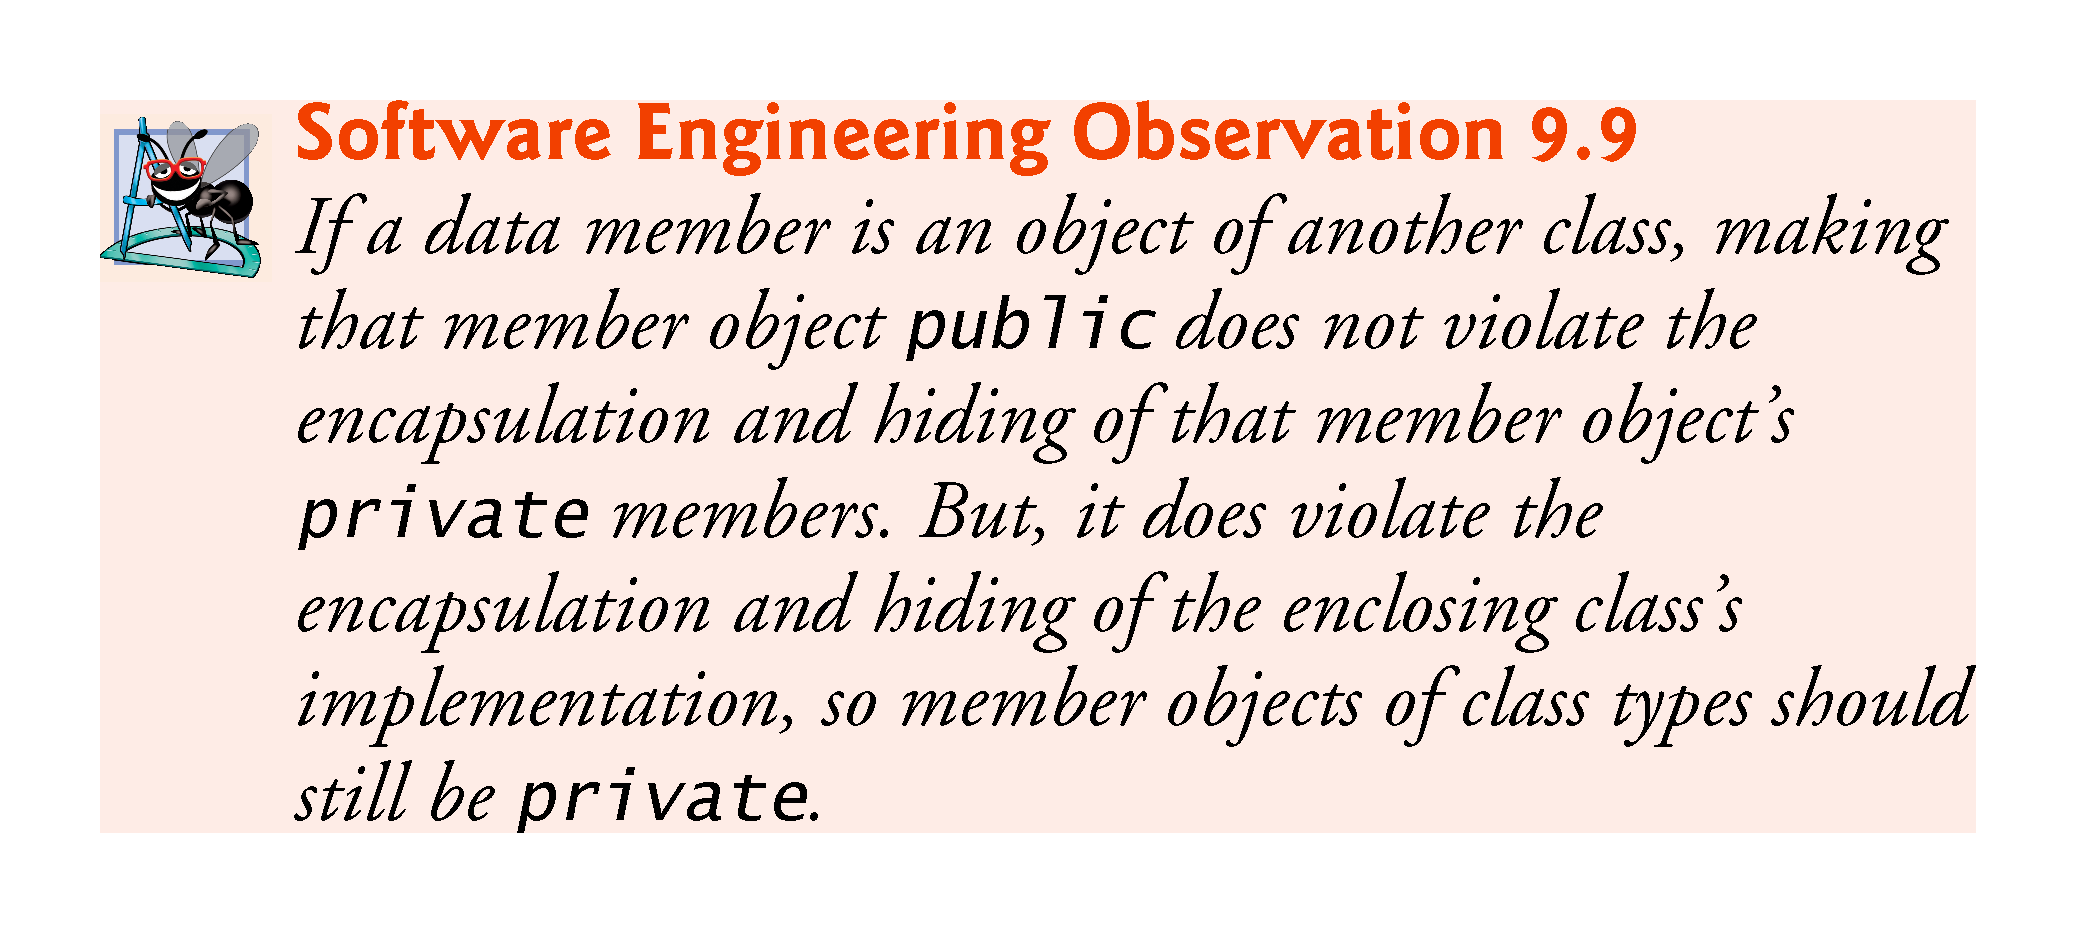 Software Engineering Observation 9.9
If a data member is an object of another class, making
that member object public does not violate the
encapsulation and hiding of that member object’s
private members. But, it does violate the
encapsulation and hiding of the enclosing class’s
implementation, so member objects of class types should
still be private.